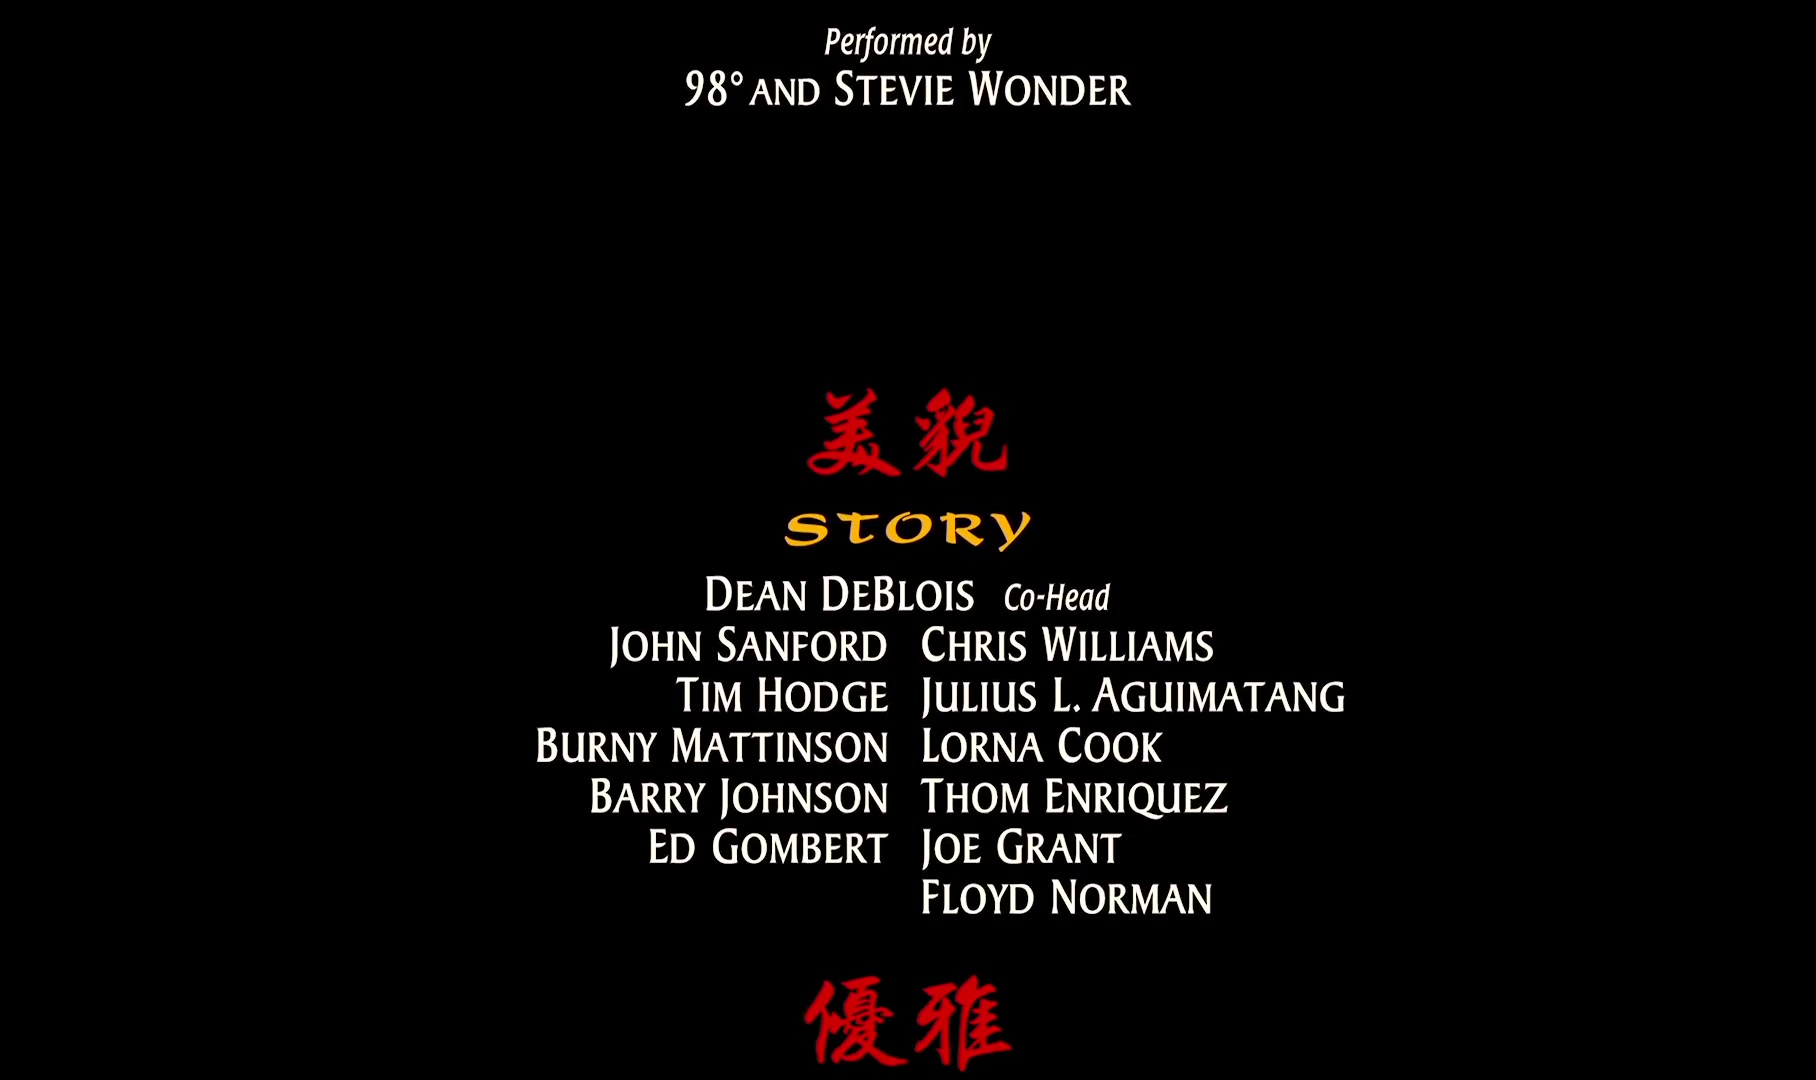 Performed by
98° AND STEVIE WONDER
美貌
STORY
DEAN DEBLOIS Co-Head
JOHN SANFORD CHRIS WILLIAMS
TIM HODGE JULIUS L. AGUIMATANG
BURNY MATTINSON LORNA COOK
BARRY JOHNSON THOM ENRIQUEZ
ED GOMBERT JOE GRANT
FLOYD NORMAN
優雅